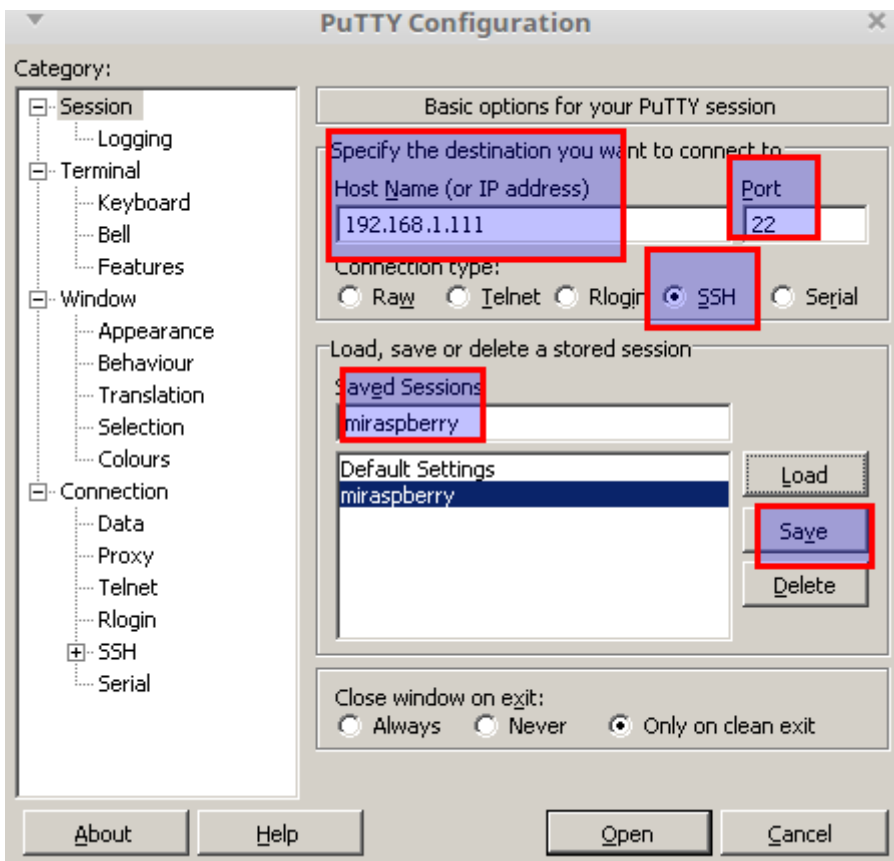 PuTTY Configuration
Category:
Session
Logging
Terminal
Keyboard
Bell
Features
Window
Appearance
Behaviour
Translation
Selection
Colours
Connection
Data
Proxy
Telnet
Rlogin
SSH
Serial
Basic options for your PuTTY session
Specify the destination you want to connect to
Host Name (or IP address) Port
192.168.1.111 22
Connection type:
Raw Telnet Rlogin SSH Serial
Load, save or delete a stored session
Saved Sessions
miraspberry
Default Settings
miraspberry
Load
Save
Delete
Close window on exit:
Always Never Only on clean exit
About Help Open Cancel